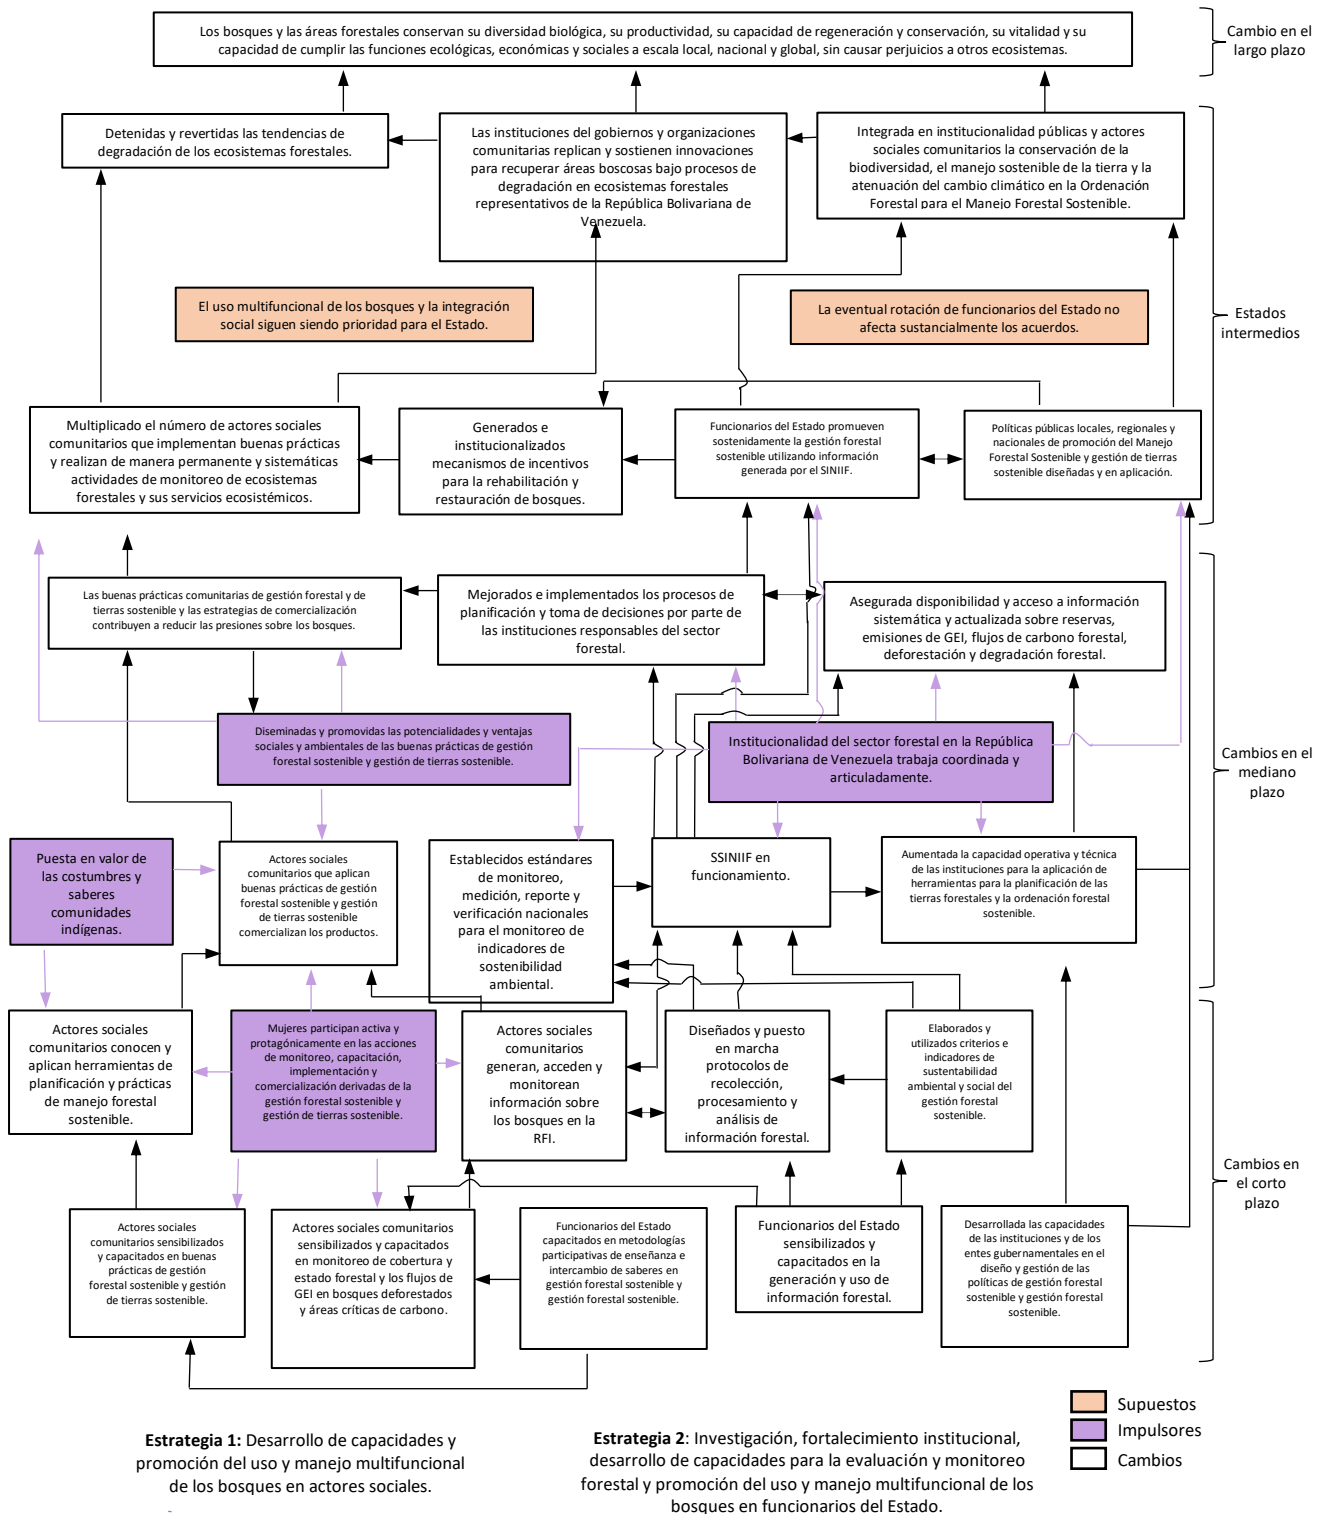 Los bosques y las áreas forestales conservan su diversidad biológica, su productividad, su capacidad de regeneración y conservación, su vitalidad y su
capacidad de cumplir las funciones ecológicas, económicas y sociales a escala local, nacional y global, sin causar perjuicios a otros ecosistemas.
Cambio en el
largo plazo
Detenidas y revertidas las tendencias de
degradación de los ecosistemas forestales.
Las instituciones del gobiernos y organizaciones
comunitarias replican y sostienen innovaciones
para recuperar áreas boscosas bajo procesos de
degradación en ecosistemas forestales
representativos de la República Bolivariana de
Venezuela.
Integrada en institucionalidad públicas y actores
sociales comunitarios la conservación de la
biodiversidad, el manejo sostenible de la tierra y la
atenuación del cambio climático en la Ordenación
Forestal para el Manejo Forestal Sostenible.
El uso multifuncional de los bosques y la integración
social siguen siendo prioridad para el Estado.
La eventual rotación de funcionarios del Estado no
afecta sustancialmente los acuerdos.
Estados
intermedios
Multiplicado el número de actores sociales
comunitarios que implementan buenas prácticas
y realizan de manera permanente y sistemáticas
actividades de monitoreo de ecosistemas
forestales y sus servicios ecosistémicos.
Generados e
institucionalizados
mecanismos de incentivos
para la rehabilitación y
restauración de bosques.
Funcionarios del Estado promueven
sostenidamente la gestión forestal
sostenible utilizando información
generada por el SINIIF.
Políticas públicas locales, regionales y
nacionales de promoción del Manejo
Forestal Sostenible y gestión de tierras
sostenible diseñadas y en aplicación.
Las buenas prácticas comunitarias de gestión forestal y de
tierras sostenible y las estrategias de comercialización
contribuyen a reducir las presiones sobre los bosques.
Mejorados e implementados los procesos de
planificación y toma de decisiones por parte de
las instituciones responsables del sector
forestal.
Asegurada disponibilidad y acceso a información
sistemática y actualizada sobre reservas,
emisiones de GEI, flujos de carbono forestal,
deforestación y degradación forestal.
Diseminadas y promovidas las potencialidades y ventajas
sociales y ambientales de las buenas prácticas de gestión
forestal sostenible y gestión de tierras sostenible.
Institucionalidad del sector forestal en la República
Bolivariana de Venezuela trabaja coordinada y
articuladamente.
Cambios en el
mediano
plazo
Puesta en valor de
las costumbres y
saberes
comunidades
indígenas.
Actores sociales
comunitarios que aplican
buenas prácticas de gestión
forestal sostenible y gestión
de tierras sostenible
comercializan los productos.
Establecidos estándares
de monitoreo,
medición, reporte y
verificación nacionales
para el monitoreo de
indicadores de
sostenibilidad
ambiental.
SSINIIF en
funcionamiento.
Aumentada la capacidad operativa y técnica
de las instituciones para la aplicación de
herramientas para la planificación de las
tierras forestales y la ordenación forestal
sostenible.
Actores sociales
comunitarios conocen y
aplican herramientas de
planificación y prácticas
de manejo forestal
sostenible.
Mujeres participan activa y
protagónicamente en las acciones
de monitoreo, capacitación,
implementación y
comercialización derivadas de la
gestión forestal sostenible y
gestión de tierras sostenible.
Actores sociales
comunitarios
generan, acceden y
monitorean
información sobre
los bosques en la
RFI.
Diseñados y puesto
en marcha
protocolos de
recolección,
procesamiento y
análisis de
información forestal.
Elaborados y
utilizados criterios e
indicadores de
sustentabilidad
ambiental y social del
gestión forestal
sostenible.
Cambios en
el corto
plazo
Actores sociales
comunitarios sensibilizados
y capacitados en buenas
prácticas de gestión
forestal sostenible y gestión
de tierras sostenible.
Actores sociales comunitarios
sensibilizados y capacitados
en monitoreo de cobertura y
estado forestal y los flujos de
GEI en bosques deforestados
y áreas críticas de carbono.
Funcionarios del Estado
capacitados en metodologías
participativas de enseñanza e
intercambio de saberes en
gestión forestal sostenible y
gestión forestal sostenible.
Funcionarios del Estado
sensibilizados y
capacitados en la
generación y uso de
información forestal.
Desarrollada las capacidades
de las instituciones y de los
entes gubernamentales en el
diseño y gestión de las
políticas de gestión forestal
sostenible y gestión forestal
sostenible.
Supuestos
Impulsores
Cambios
Estrategia 1: Desarrollo de capacidades y
promoción del uso y manejo multifuncional
de los bosques en actores sociales.
Estrategia 2: Investigación, fortalecimiento institucional,
desarrollo de capacidades para la evaluación y monitoreo
forestal y promoción del uso y manejo multifuncional de los
bosques en funcionarios del Estado.